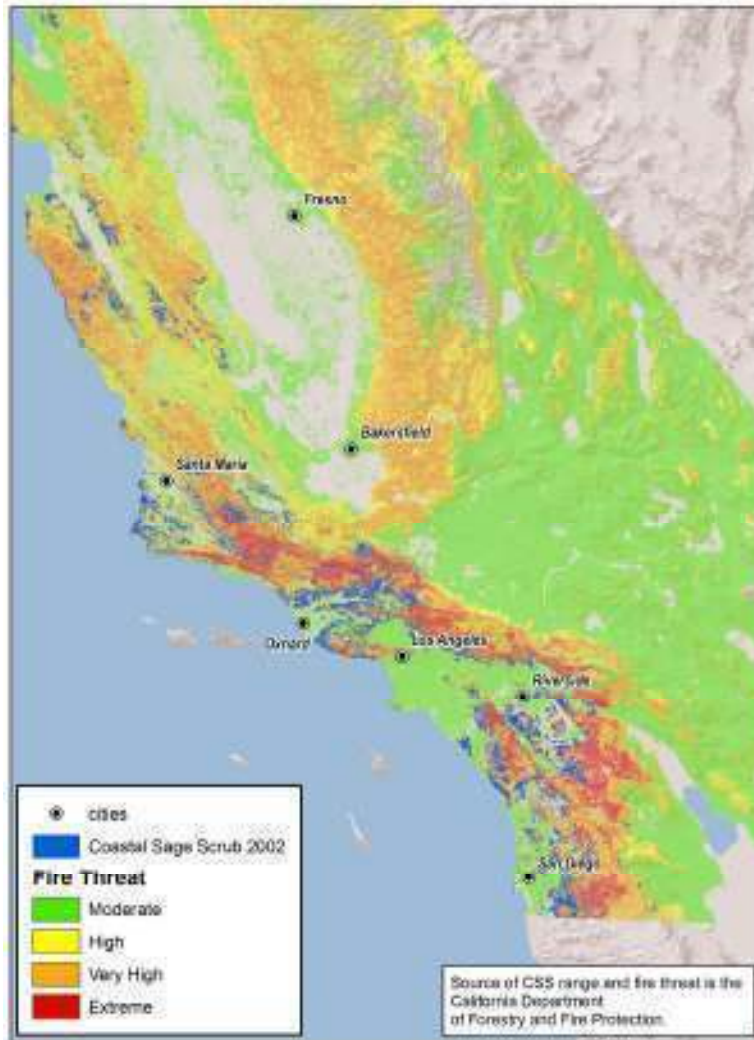 Fresno
Bakersfield
Santa Maria
Oxnard
Los Angeles
Riverside
San Diego
cities
Coastal Sage Scrub 2002
Fire Threat
Moderate
High
Very High
Extreme
Source of CSS range and fire threat is the
California Department
of Forestry and Fire Protection.